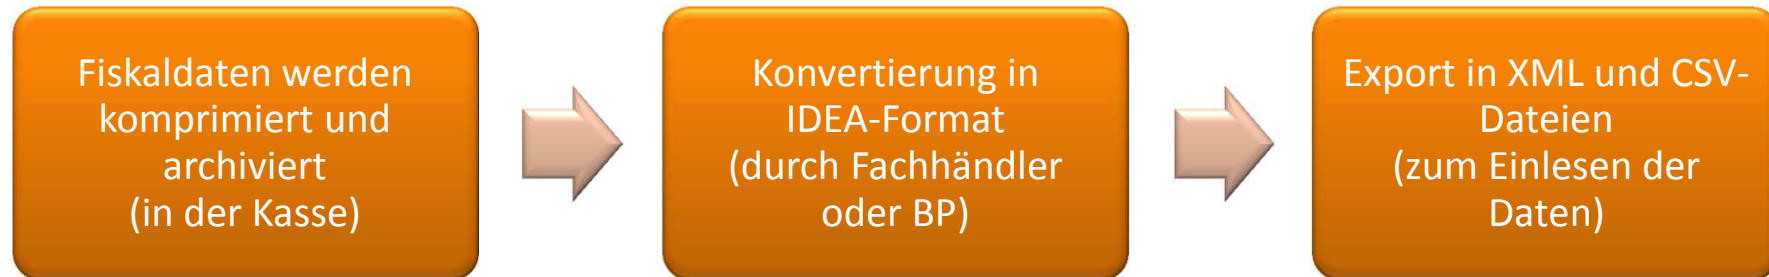 Fiskaldaten werden
komprimiert und
archiviert
(in der Kasse)
Konvertierung in
IDEA-Format
(durch Fachhändler
oder BP)
Export in XML und CSV-
Dateien
(zum Einlesen der
Daten)